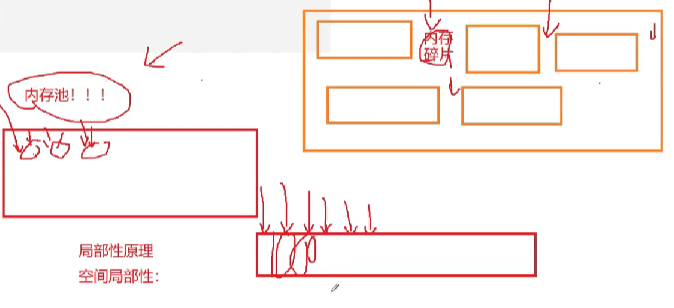 内存
碎片
内存池！！！
局部性原理
空间局部性：